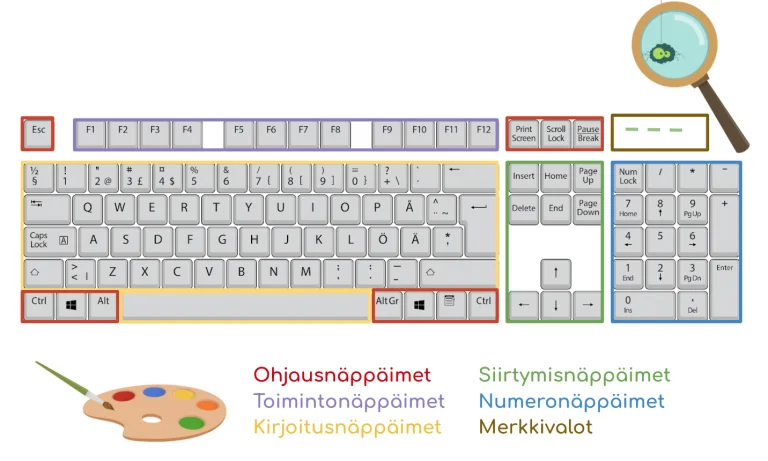 Esc F1 F2 F3 F4 F5 F6 F7 F8 F9 F10 F11 F12 Print Screen Scroll Lock Pause Break
½ § ! 1 " 2 @ # 3 £ ¤ 4 $ % 5 & 6 / 7 { ( 8 [ ) 9 ] = 0 } ? + \ Insert Home Page Up Num Lock / * −
Q W E R T Y U I O P Å ^ ¨ ~ Delete End Page Down 7 Home 8 ↑ 9 Pg Up +
Caps Lock A A S D F G H J K L Ö Ä * ' 4 ← 5 6 →
> < | Z X C V B N M ; , : . – - ↑ 1 End 2 ↓ 3 Pg Dn Enter
Ctrl Alt Alt Gr Ctrl ← ↓ → 0 Ins , Del
Ohjausnäppäimet Siirtymisnäppäimet
Toimintonäppäimet Numeronäppäimet
Kirjoitusnäppäimet Merkkivalot